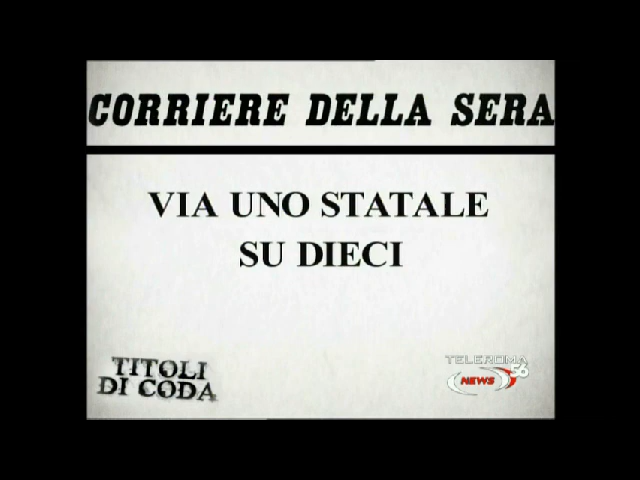 CORRIERE DELLA SERA
VIA UNO STATALE
SU DIECI
TITOLI
DI CODA
TELEROMA
56
NEWS